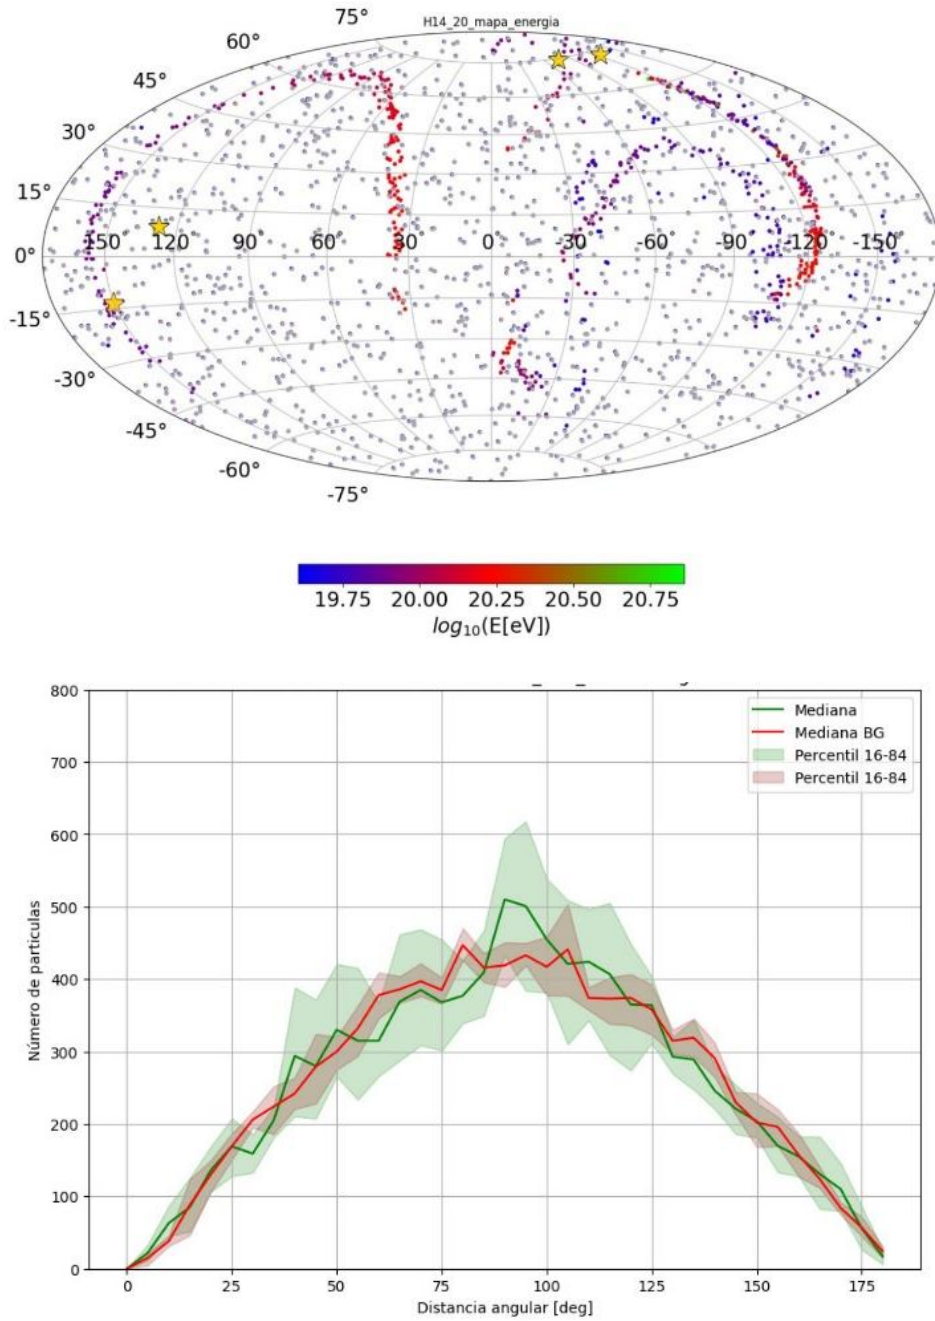 75°
H14_20_mapa_energia
60°
45°
30°
15°
150 120 90 60 30 0 -30 -60 -90 -120 -150
0°
-15°
-30°
-45°
-60°
-75°
19.75 20.00 20.25 20.50 20.75
log₁₀(E[eV])
800
Mediana
Mediana BG
Percentil 16-84
Percentil 16-84
700
600
500
400
300
200
100
0
Número de particulas
0 25 50 75 100 125 150 175
Distancia angular [deg]